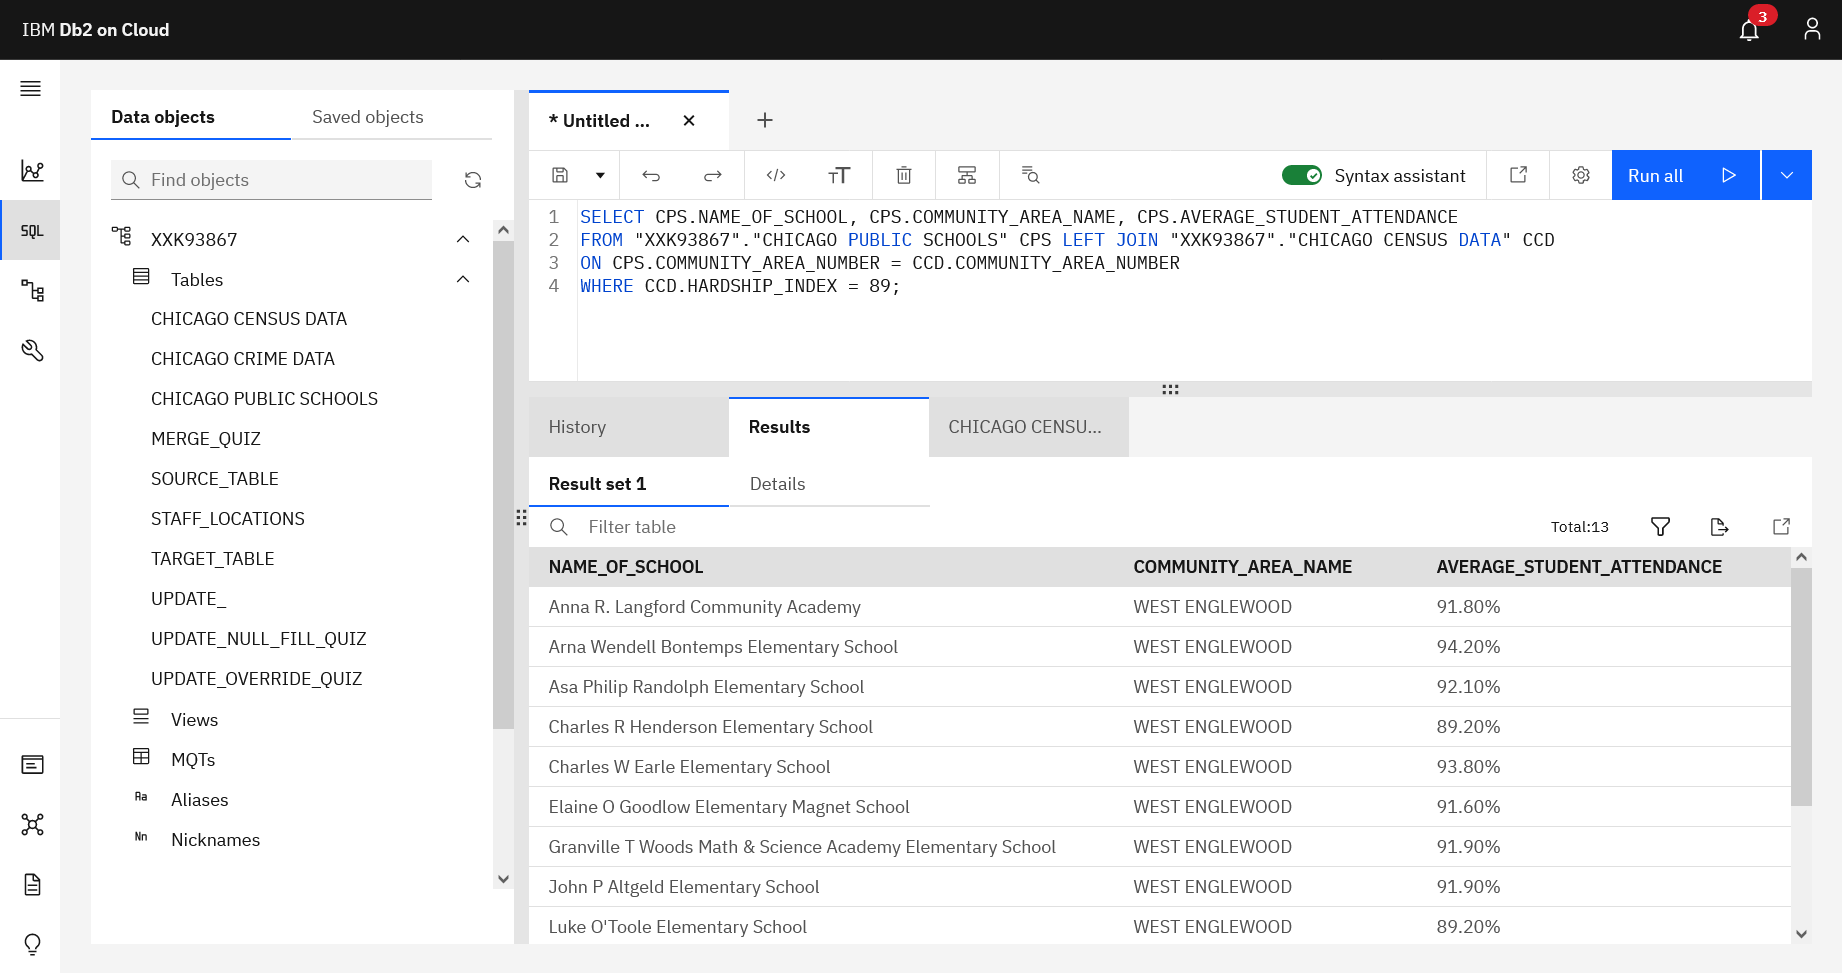 IBM Db2 on Cloud
3
SQL
Data objects
Saved objects
Find objects
XXK93867
Tables
CHICAGO CENSUS DATA
CHICAGO CRIME DATA
CHICAGO PUBLIC SCHOOLS
MERGE_QUIZ
SOURCE_TABLE
STAFF_LOCATIONS
TARGET_TABLE
UPDATE_
UPDATE_NULL_FILL_QUIZ
UPDATE_OVERRIDE_QUIZ
Views
MQTs
Aa Aliases
Nn Nicknames
* Untitled ...
</> TT
Syntax assistant
Run all
1 SELECT CPS.NAME_OF_SCHOOL, CPS.COMMUNITY_AREA_NAME, CPS.AVERAGE_STUDENT_ATTENDANCE
2 FROM "XXK93867"."CHICAGO PUBLIC SCHOOLS" CPS LEFT JOIN "XXK93867"."CHICAGO CENSUS DATA" CCD
3 ON CPS.COMMUNITY_AREA_NUMBER = CCD.COMMUNITY_AREA_NUMBER
4 WHERE CCD.HARDSHIP_INDEX = 89;
History
Results
CHICAGO CENSU...
Result set 1
Details
Filter table
Total:13
NAME_OF_SCHOOL COMMUNITY_AREA_NAME AVERAGE_STUDENT_ATTENDANCE
Anna R. Langford Community Academy WEST ENGLEWOOD 91.80%
Arna Wendell Bontemps Elementary School WEST ENGLEWOOD 94.20%
Asa Philip Randolph Elementary School WEST ENGLEWOOD 92.10%
Charles R Henderson Elementary School WEST ENGLEWOOD 89.20%
Charles W Earle Elementary School WEST ENGLEWOOD 93.80%
Elaine O Goodlow Elementary Magnet School WEST ENGLEWOOD 91.60%
Granville T Woods Math & Science Academy Elementary School WEST ENGLEWOOD 91.90%
John P Altgeld Elementary School WEST ENGLEWOOD 91.90%
Luke O'Toole Elementary School WEST ENGLEWOOD 89.20%